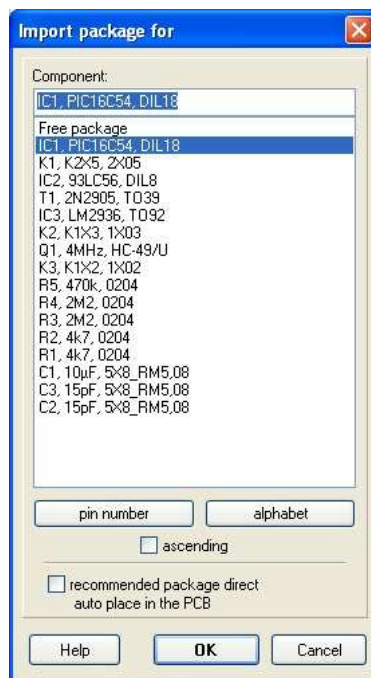 Import package for
Component:
IC1, PIC16C54, DIL18
Free package
IC1, PIC16C54, DIL18
K1, K2X5, 2X05
IC2, 93LC56, DIL8
T1, 2N2905, TO39
IC3, LM2936, TO92
K2, K1X3, 1X03
Q1, 4MHz, HC-49/U
K3, K1X2, 1X02
R5, 470k, 0204
R4, 2M2, 0204
R3, 2M2, 0204
R2, 4k7, 0204
R1, 4k7, 0204
C1, 10µF, 5X8_RM5,08
C3, 15pF, 5X8_RM5,08
C2, 15pF, 5X8_RM5,08
pin number alphabet
ascending
recommended package direct
auto place in the PCB
Help OK Cancel